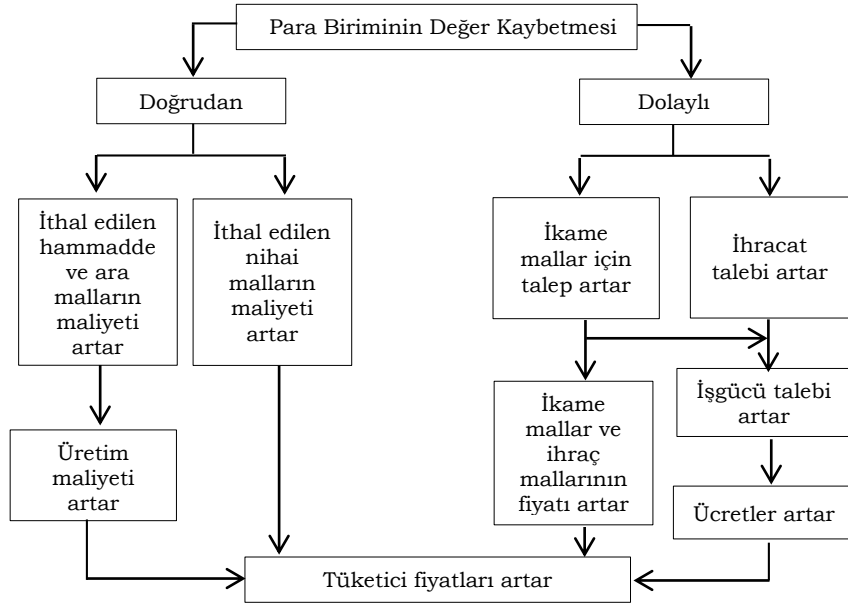 Para Biriminin Değer Kaybetmesi
Doğrudan
Dolaylı
İthal edilen
hammadde
ve ara
malların
maliyeti
artar
İthal edilen
nihai
malların
maliyeti
artar
İkame
mallar için
talep artar
İhracat
talebi artar
Üretim
maliyeti
artar
İkame
mallar ve
ihraç
mallarının
fiyatı artar
İşgücü talebi
artar
Ücretler artar
Tüketici fiyatları artar